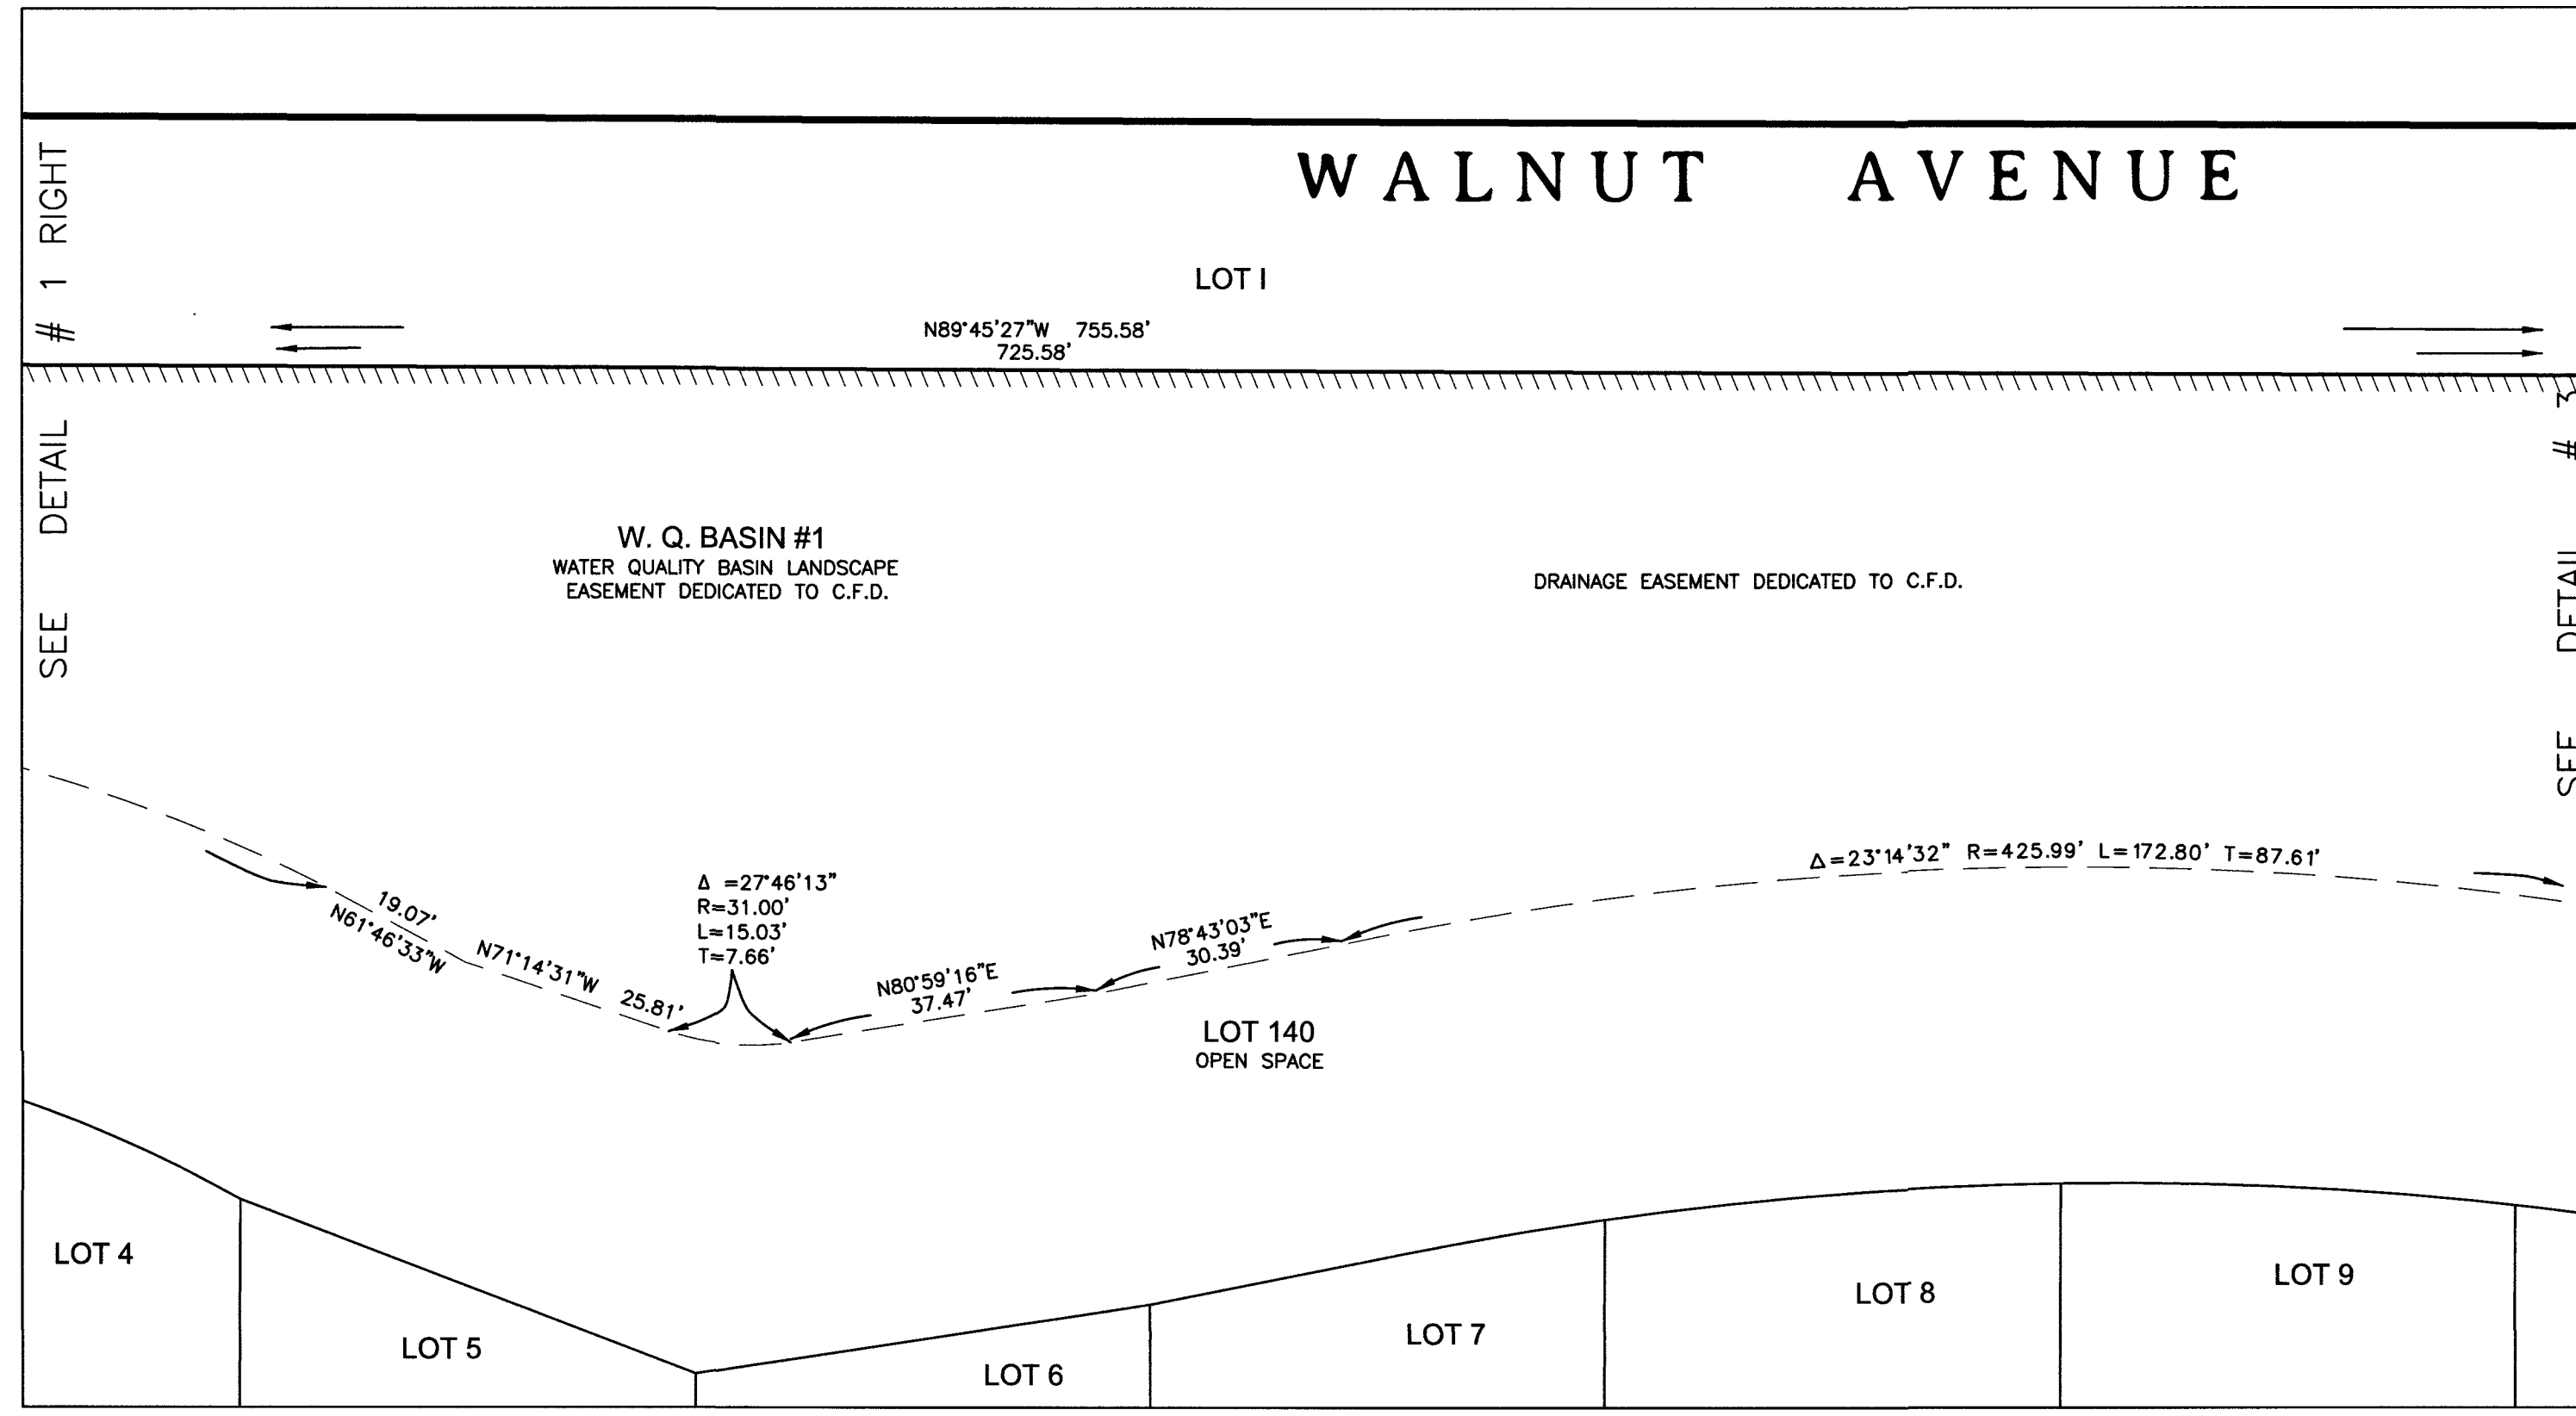 WALNUT AVENUE
SEE DETAIL # 1 RIGHT
LOT I
N89°45'27"W 755.58'
725.58'
SEE DETAIL # 3
W. Q. BASIN #1
WATER QUALITY BASIN LANDSCAPE
EASEMENT DEDICATED TO C.F.D.
DRAINAGE EASEMENT DEDICATED TO C.F.D.
Δ=23°14'32" R=425.99' L=172.80' T=87.61'
Δ =27°46'13"
R=31.00'
L=15.03'
T=7.66'
19.07'
N61°46'33"W
N71°14'31"W 25.81'
N80°59'16"E
37.47'
N78°43'03"E
30.39'
LOT 140
OPEN SPACE
LOT 4
LOT 5
LOT 6
LOT 7
LOT 8
LOT 9